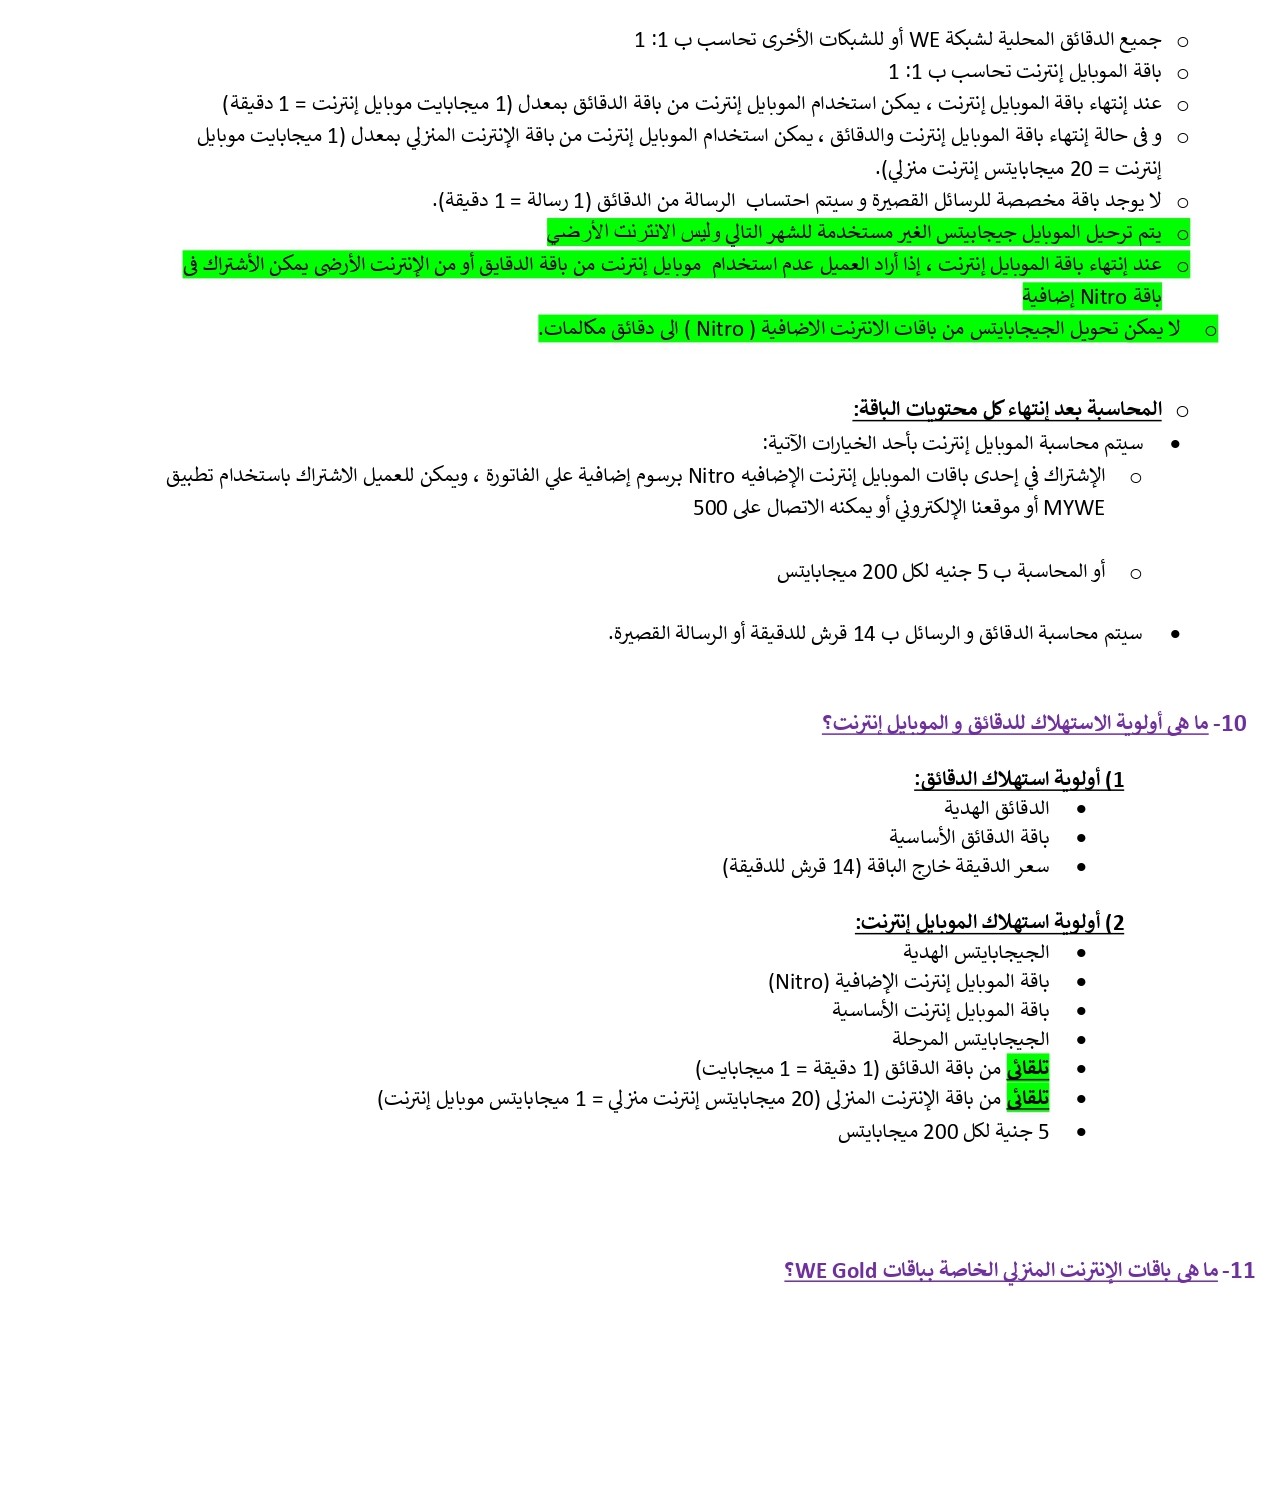 ○ جميع الدقائق المحلية لشبكة WE أو للشبكات الأخرى تحاسب ب 1: 1
○ باقة الموبايل إنترنت تحاسب ب 1: 1
○ عند إنتهاء باقة الموبايل إنترنت ، يمكن استخدام الموبايل إنترنت من باقة الدقائق بمعدل (1 ميجابايت موبايل إنترنت = 1 دقيقة)
○ و فى حالة إنتهاء باقة الموبايل إنترنت والدقائق ، يمكن استخدام الموبايل إنترنت من باقة الإنترنت المنزلي بمعدل (1 ميجابايت موبايل
إنترنت = 20 ميجابايتس إنترنت منزلي).
○ لا يوجد باقة مخصصة للرسائل القصيرة و سيتم احتساب الرسالة من الدقائق (1 رسالة = 1 دقيقة).
○ يتم ترحيل الموبايل جيجابيتس الغير مستخدمة للشهر التالي وليس الانترنت الأرضي
○ عند إنتهاء باقة الموبايل إنترنت ، إذا أراد العميل عدم استخدام موبايل إنترنت من باقة الدقايق أو من الإنترنت الأرضى يمكن الأشتراك فى
باقة Nitro إضافية
○ لا يمكن تحويل الجيجابايتس من باقات الانترنت الاضافية ( Nitro ) الى دقائق مكالمات.
○ المحاسبة بعد إنتهاء كل محتويات الباقة:
• سيتم محاسبة الموبايل إنترنت بأحد الخيارات الآتية:
○ الإشتراك في إحدى باقات الموبايل إنترنت الإضافيه Nitro برسوم إضافية علي الفاتورة ، ويمكن للعميل الاشتراك باستخدام تطبيق
MYWE أو موقعنا الإلكتروني أو يمكنه الاتصال على 500
○ أو المحاسبة ب 5 جنيه لكل 200 ميجابايتس
• سيتم محاسبة الدقائق و الرسائل ب 14 قرش للدقيقة أو الرسالة القصيرة.
10- ما هى أولوية الاستهلاك للدقائق و الموبايل إنترنت؟
1) أولوية استهلاك الدقائق:
• الدقائق الهدية
• باقة الدقائق الأساسية
• سعر الدقيقة خارج الباقة (14 قرش للدقيقة)
2) أولوية استهلاك الموبايل إنترنت:
• الجيجابايتس الهدية
• باقة الموبايل إنترنت الإضافية (Nitro)
• باقة الموبايل إنترنت الأساسية
• الجيجابايتس المرحلة
• تلقائى من باقة الدقائق (1 دقيقة = 1 ميجابايت)
• تلقائى من باقة الإنترنت المنزلى (20 ميجابايتس إنترنت منزلي = 1 ميجابايتس موبايل إنترنت)
• 5 جنية لكل 200 ميجابايتس
11- ما هى باقات الإنترنت المنزلي الخاصة بباقات WE Gold؟